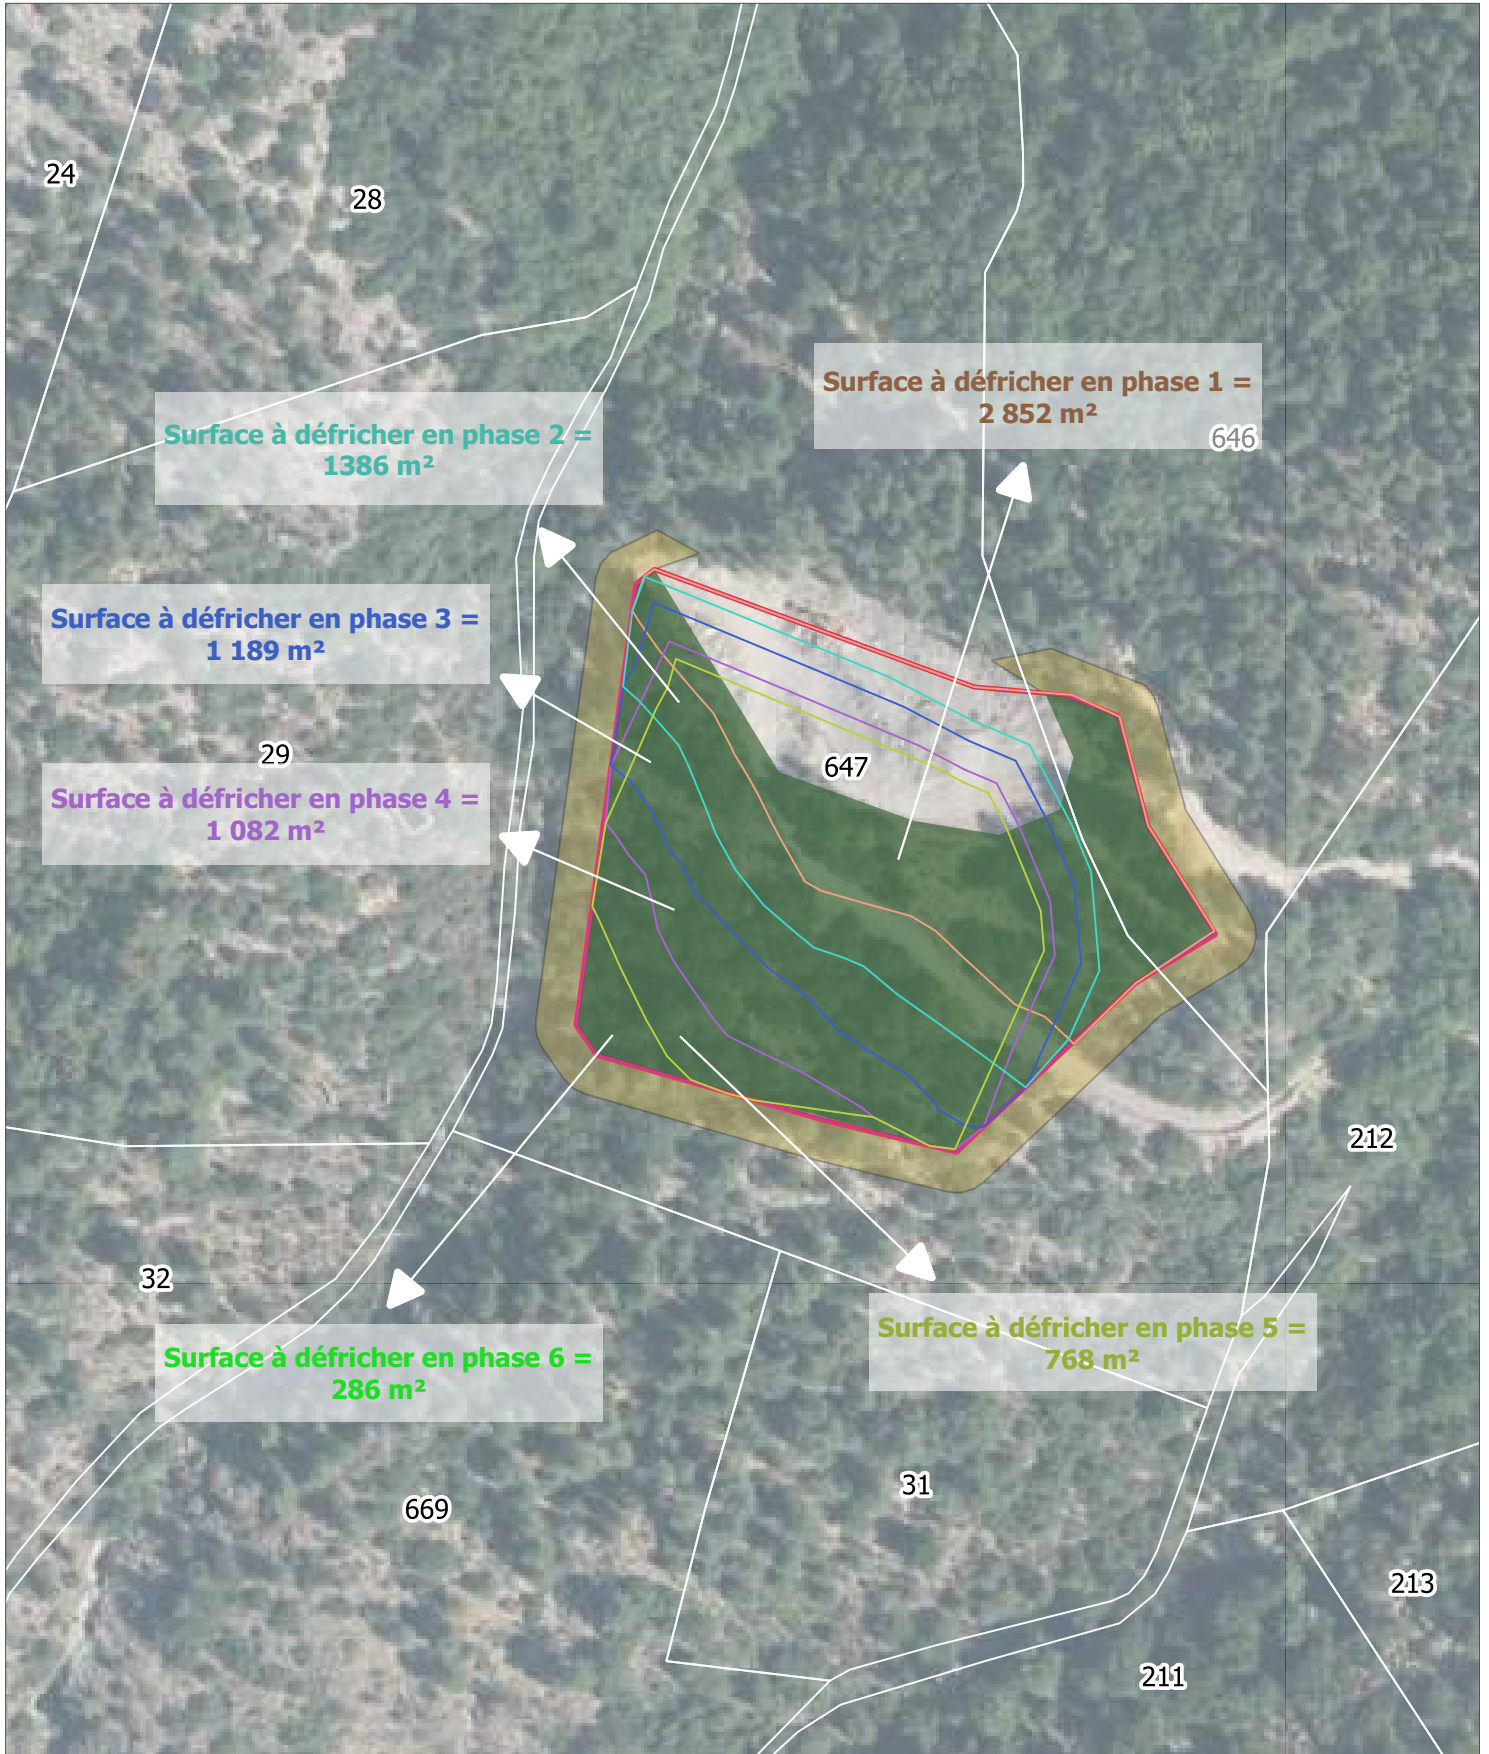 24
28
Surface à défricher en phase 1 =
2 852 m²
646
Surface à défricher en phase 2 =
1386 m²
Surface à défricher en phase 3 =
1 189 m²
29
647
Surface à défricher en phase 4 =
1 082 m²
212
32
Surface à défricher en phase 5 =
768 m²
Surface à défricher en phase 6 =
286 m²
31
669
213
211